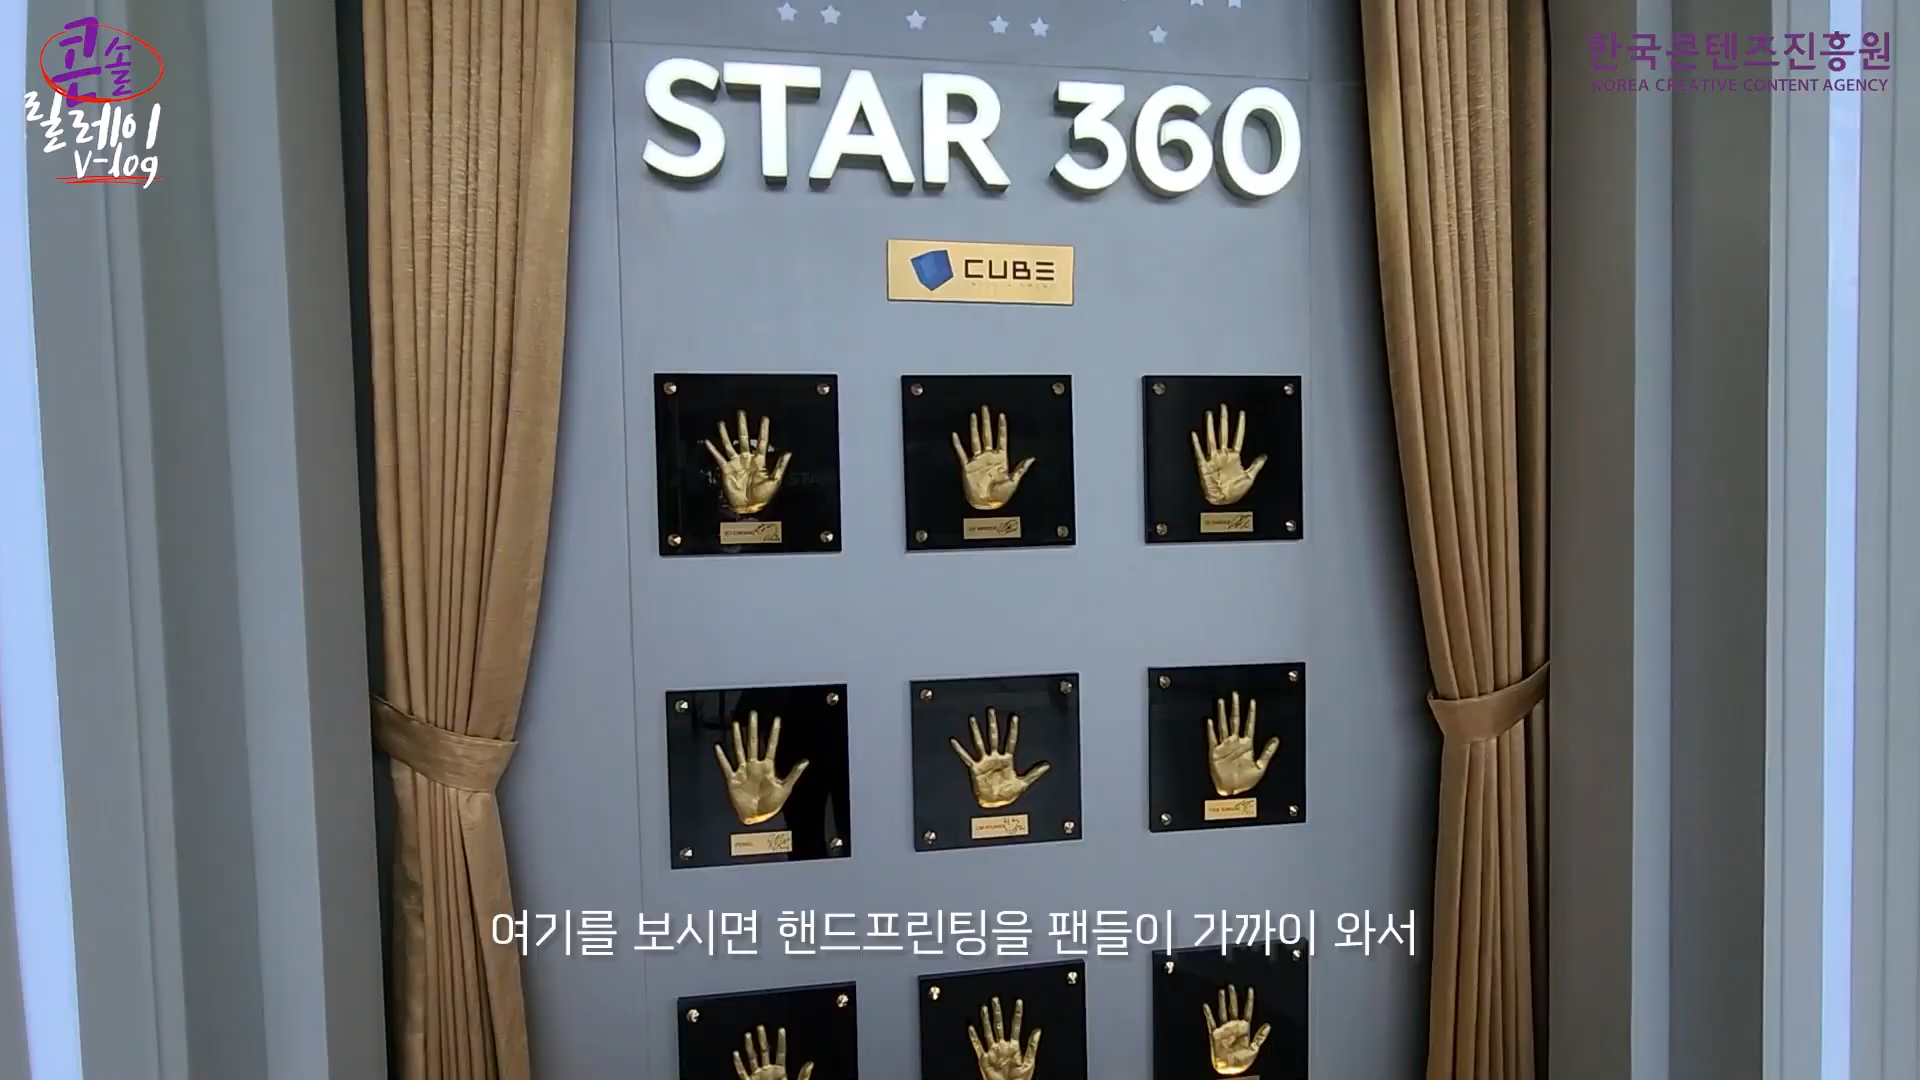 콘솔
릴레이
V-log
한국콘텐츠진흥원
KOREA CREATIVE CONTENT AGENCY
STAR 360
CUBE
여기를 보시면 핸드프린팅을 팬들이 가까이 와서